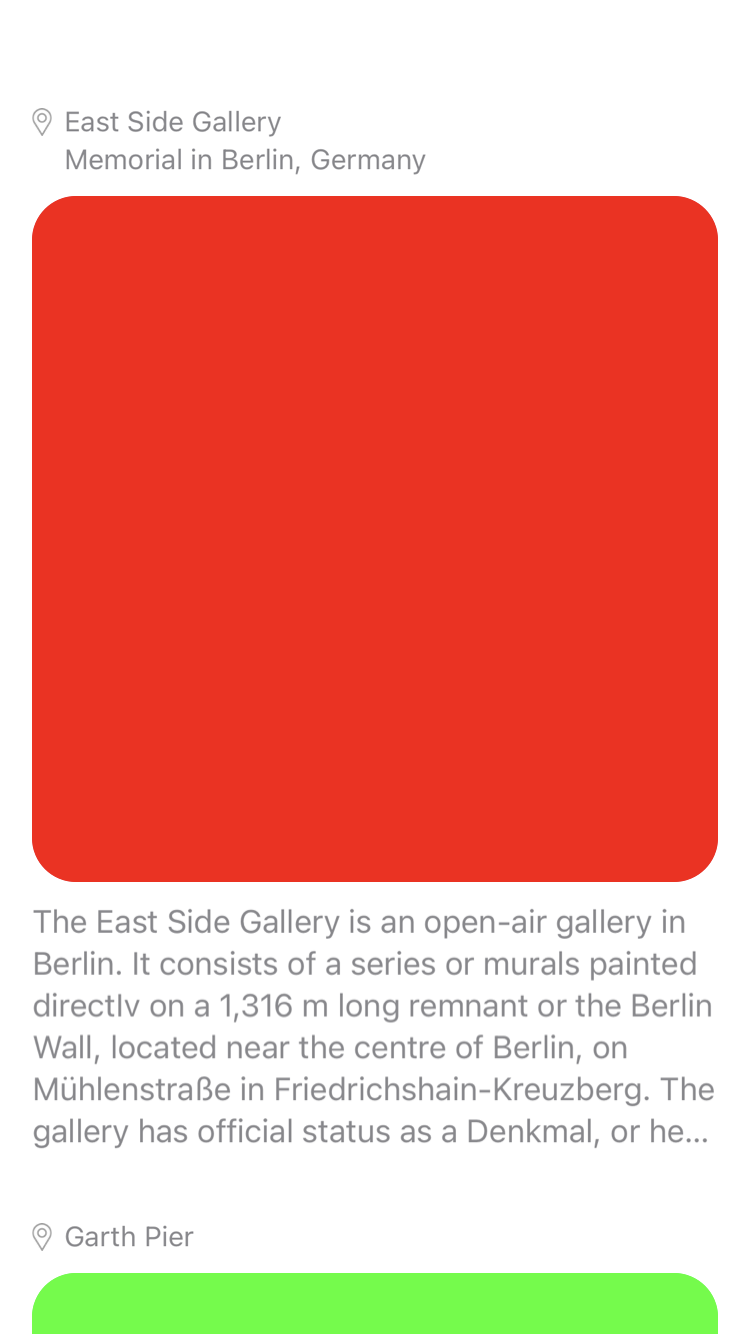 East Side Gallery
Memorial in Berlin, Germany
The East Side Gallery is an open-air gallery in
Berlin. It consists of a series or murals painted
directIv on a 1,316 m long remnant or the Berlin
Wall, located near the centre of Berlin, on
Mühlenstraße in Friedrichshain-Kreuzberg. The
gallery has official status as a Denkmal, or he...
Garth Pier